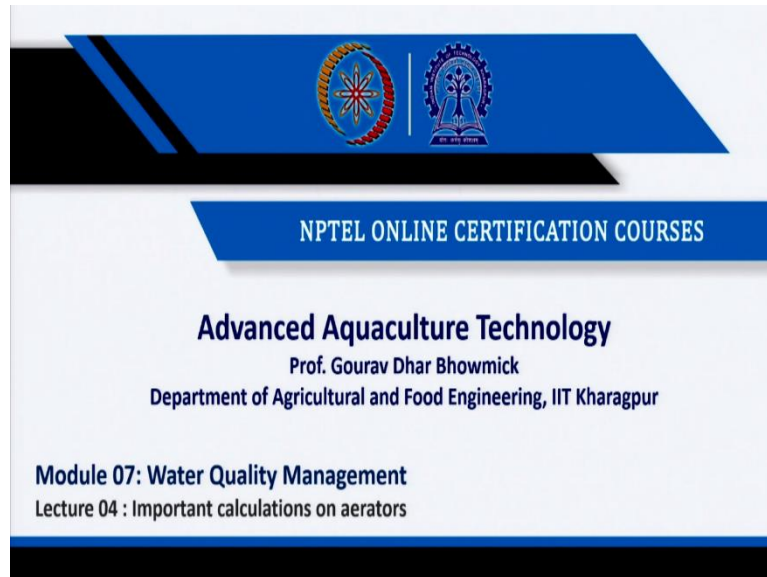 NPTEL ONLINE CERTIFICATION COURSES
Advanced Aquaculture Technology
Prof. Gourav Dhar Bhowmick
Department of Agricultural and Food Engineering, IIT Kharagpur
Module 07: Water Quality Management
Lecture 04 : Important calculations on aerators